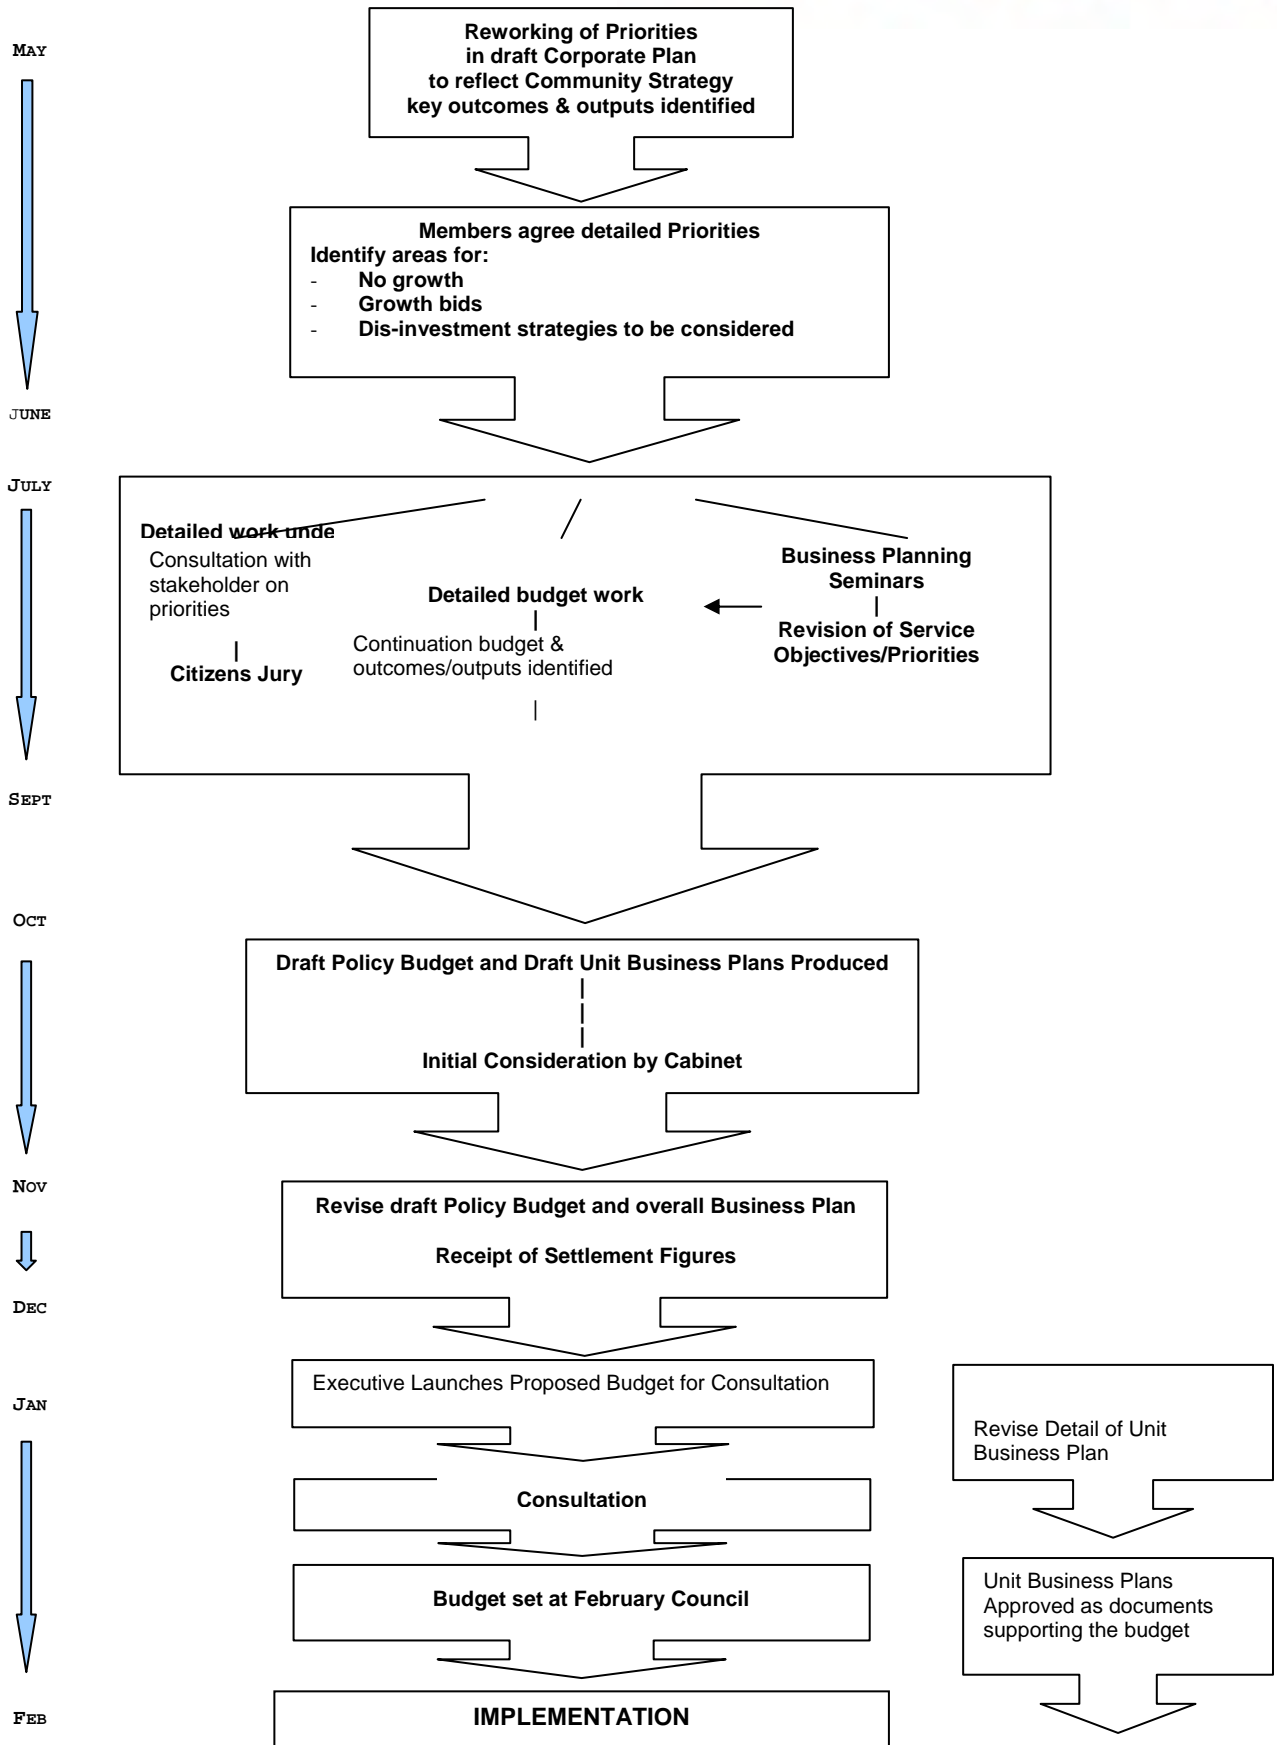 MAY
Reworking of Priorities
in draft Corporate Plan
to reflect Community Strategy
key outcomes & outputs identified
Members agree detailed Priorities
Identify areas for:
- No growth
- Growth bids
- Dis-investment strategies to be considered
JUNE
JULY
Detailed work unde
Consultation with
stakeholder on
priorities
Citizens Jury
Detailed budget work
Continuation budget &
outcomes/outputs identified
Business Planning
Seminars
Revision of Service
Objectives/Priorities
SEPT
OCT
Draft Policy Budget and Draft Unit Business Plans Produced
Initial Consideration by Cabinet
NOV
Revise draft Policy Budget and overall Business Plan
Receipt of Settlement Figures
DEC
Executive Launches Proposed Budget for Consultation
JAN
Revise Detail of Unit
Business Plan
Consultation
Budget set at February Council
Unit Business Plans
Approved as documents
supporting the budget
FEB
IMPLEMENTATION